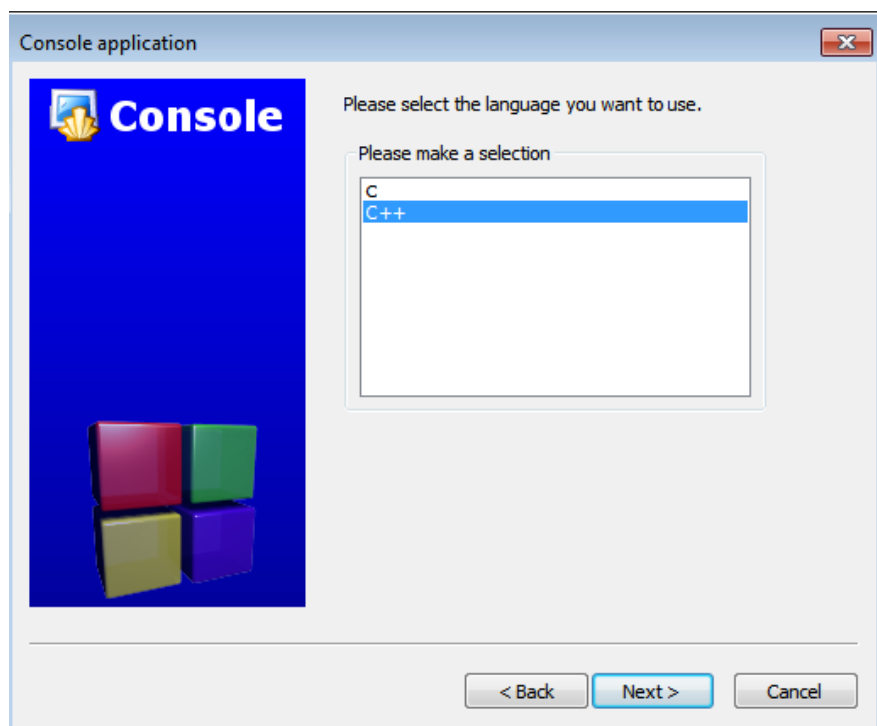 Console application
Console
Please select the language you want to use.
Please make a selection
C
C++
< Back
Next >
Cancel